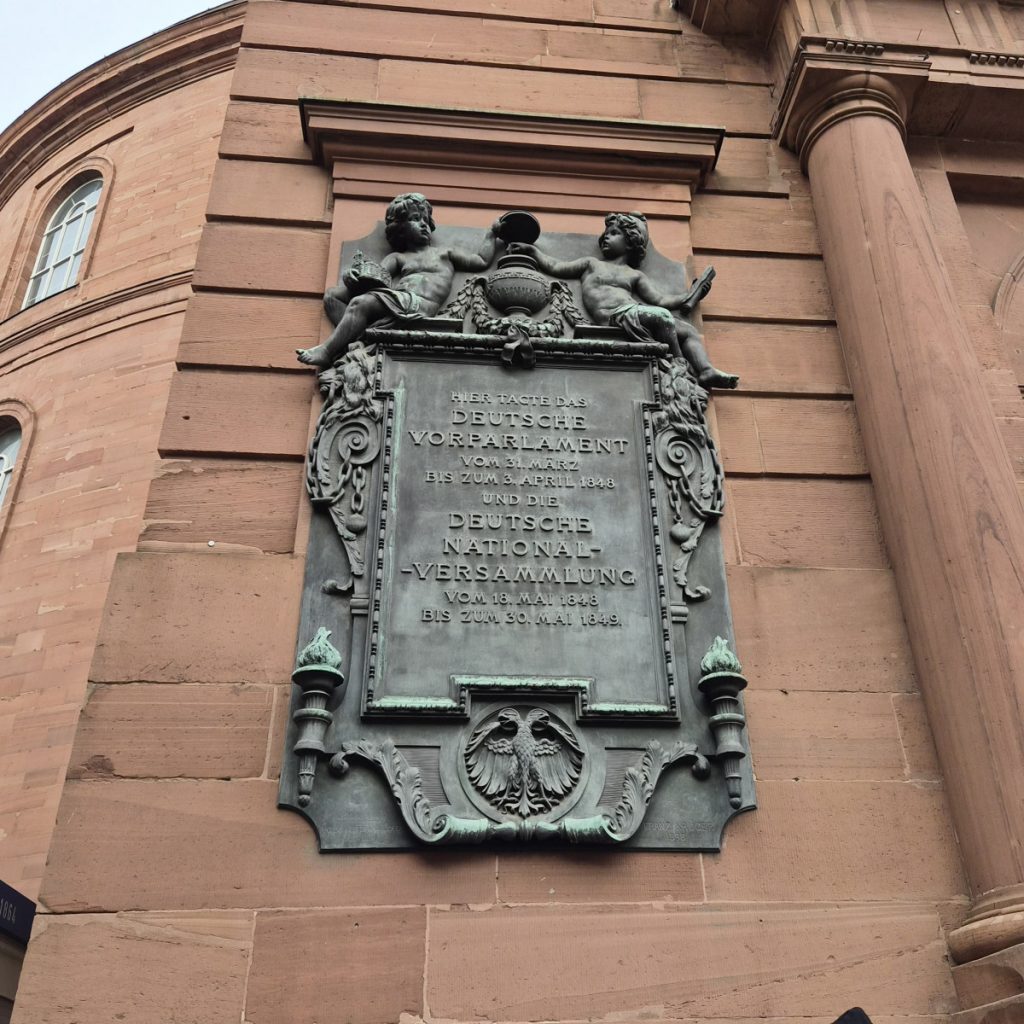 HIER TAGTE DAS
DEUTSCHE
VORPARLAMENT
VOM 31. MÄRZ
BIS ZUM 3. APRIL 1848
UND DIE
DEUTSCHE
NATIONAL-
-VERSAMMLUNG
VOM 18. MAI 1848
BIS ZUM 30. MAI 1849.
1864